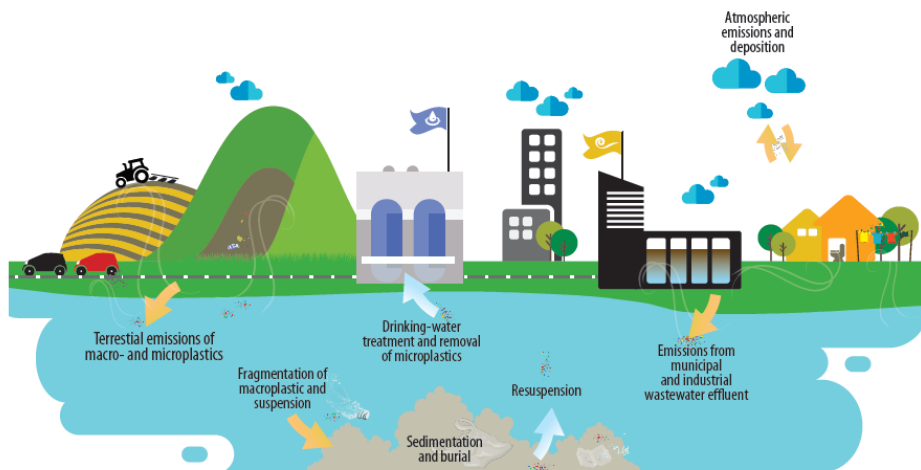 Atmospheric
emissions and
deposition
Terrestial emissions of
macro- and microplastics
Drinking-water
treatment and removal
of microplastics
Emissions from
municipal
and industrial
wastewater effluent
Fragmentation of
macroplastic and
suspension
Resuspension
Sedimentation
and burial